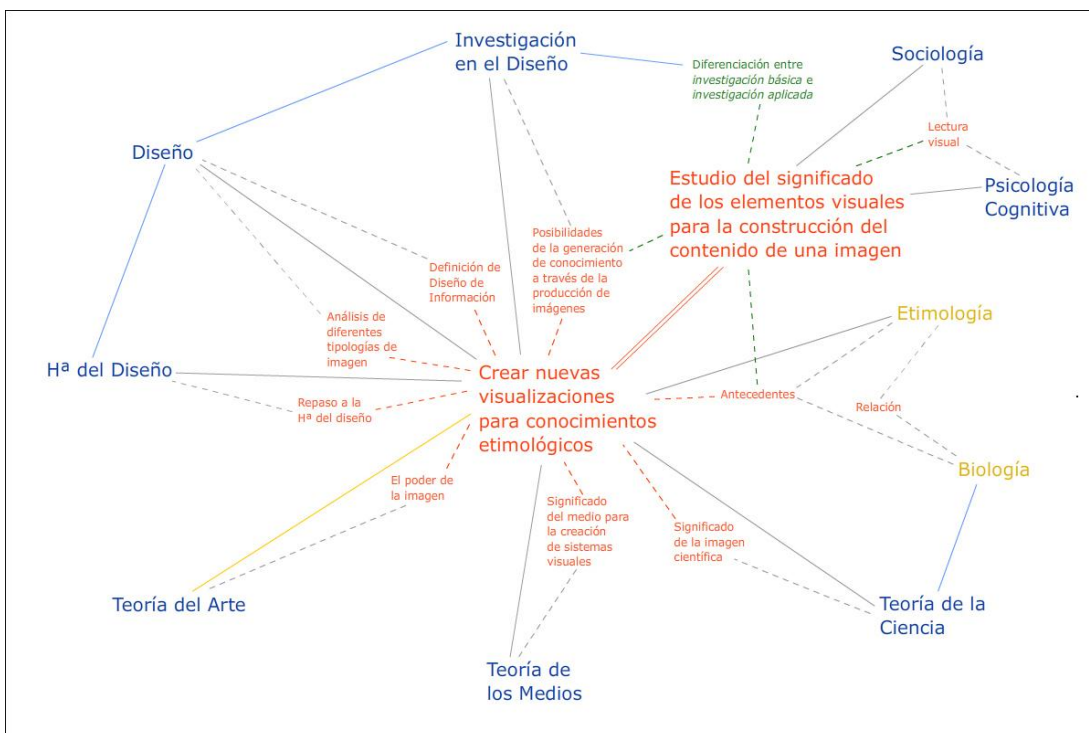 Investigación
en el Diseño
Diferenciación entre
investigación básica e
investigación aplicada
Sociología
Lectura
visual
Diseño
Estudio del significado
de los elementos visuales
para la construcción del
contenido de una imagen
Psicología
Cognitiva
Posibilidades
de la generación
de conocimiento
a través de la
producción de
imágenes
Definición de
Diseño de
Información
Análisis de
diferentes
tipologías de
imagen
Etimología
Hª del Diseño
Crear nuevas
visualizaciones
para conocimientos
etimológicos
Antecedentes
Relación
Repaso a la
Hª del diseño
Biología
El poder de
la imagen
Significado
del medio para
la creación
de sistemas
visuales
Significado
de la imagen
científica
Teoría del Arte
Teoría de la
Ciencia
Teoría de
los Medios